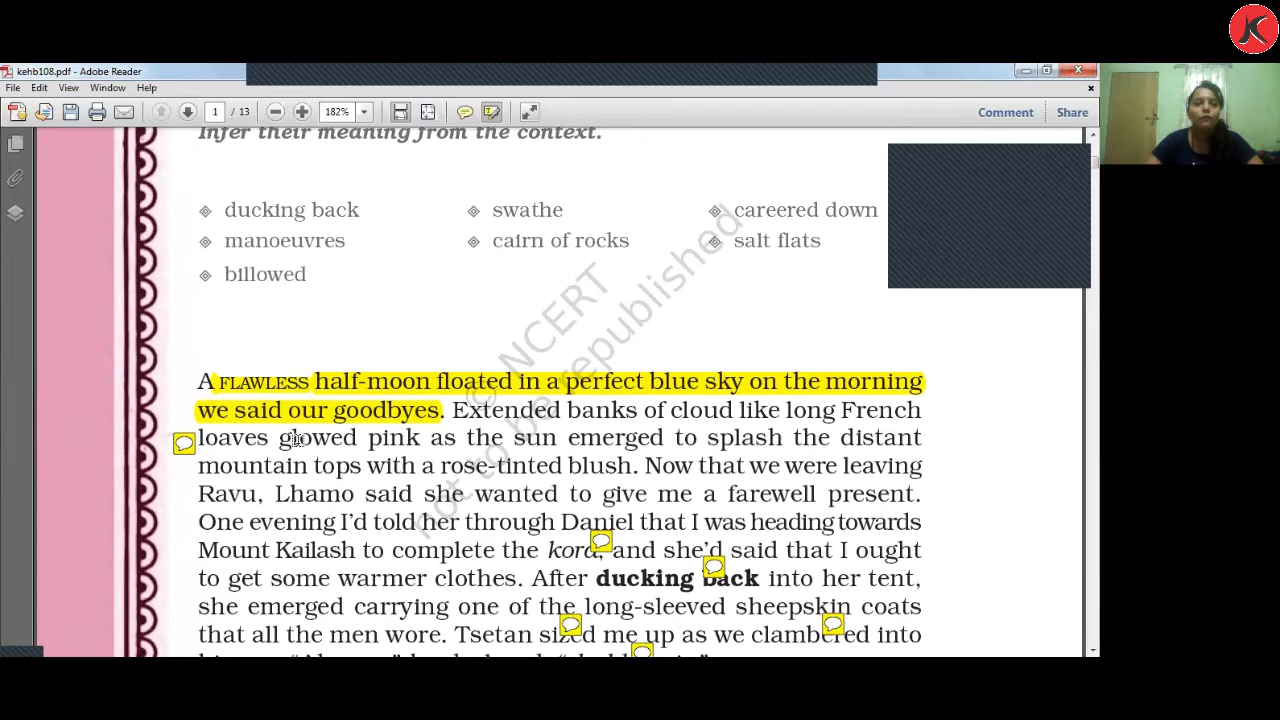 K
kehb108.pdf - Adobe Reader
File Edit View Window Help
1 / 13 182% Comment Share
Infer their meaning from the context.
ducking back swathe careered down
manoeuvres cairn of rocks salt flats
billowed
© NCERT
not to be republished
A FLAWLESS half-moon floated in a perfect blue sky on the morning
we said our goodbyes. Extended banks of cloud like long French
loaves glowed pink as the sun emerged to splash the distant
mountain tops with a rose-tinted blush. Now that we were leaving
Ravu, Lhamo said she wanted to give me a farewell present.
One evening I'd told her through Daniel that I was heading towards
Mount Kailash to complete the kora, and she'd said that I ought
to get some warmer clothes. After ducking back into her tent,
she emerged carrying one of the long-sleeved sheepskin coats
that all the men wore. Tsetan sized me up as we clambered into